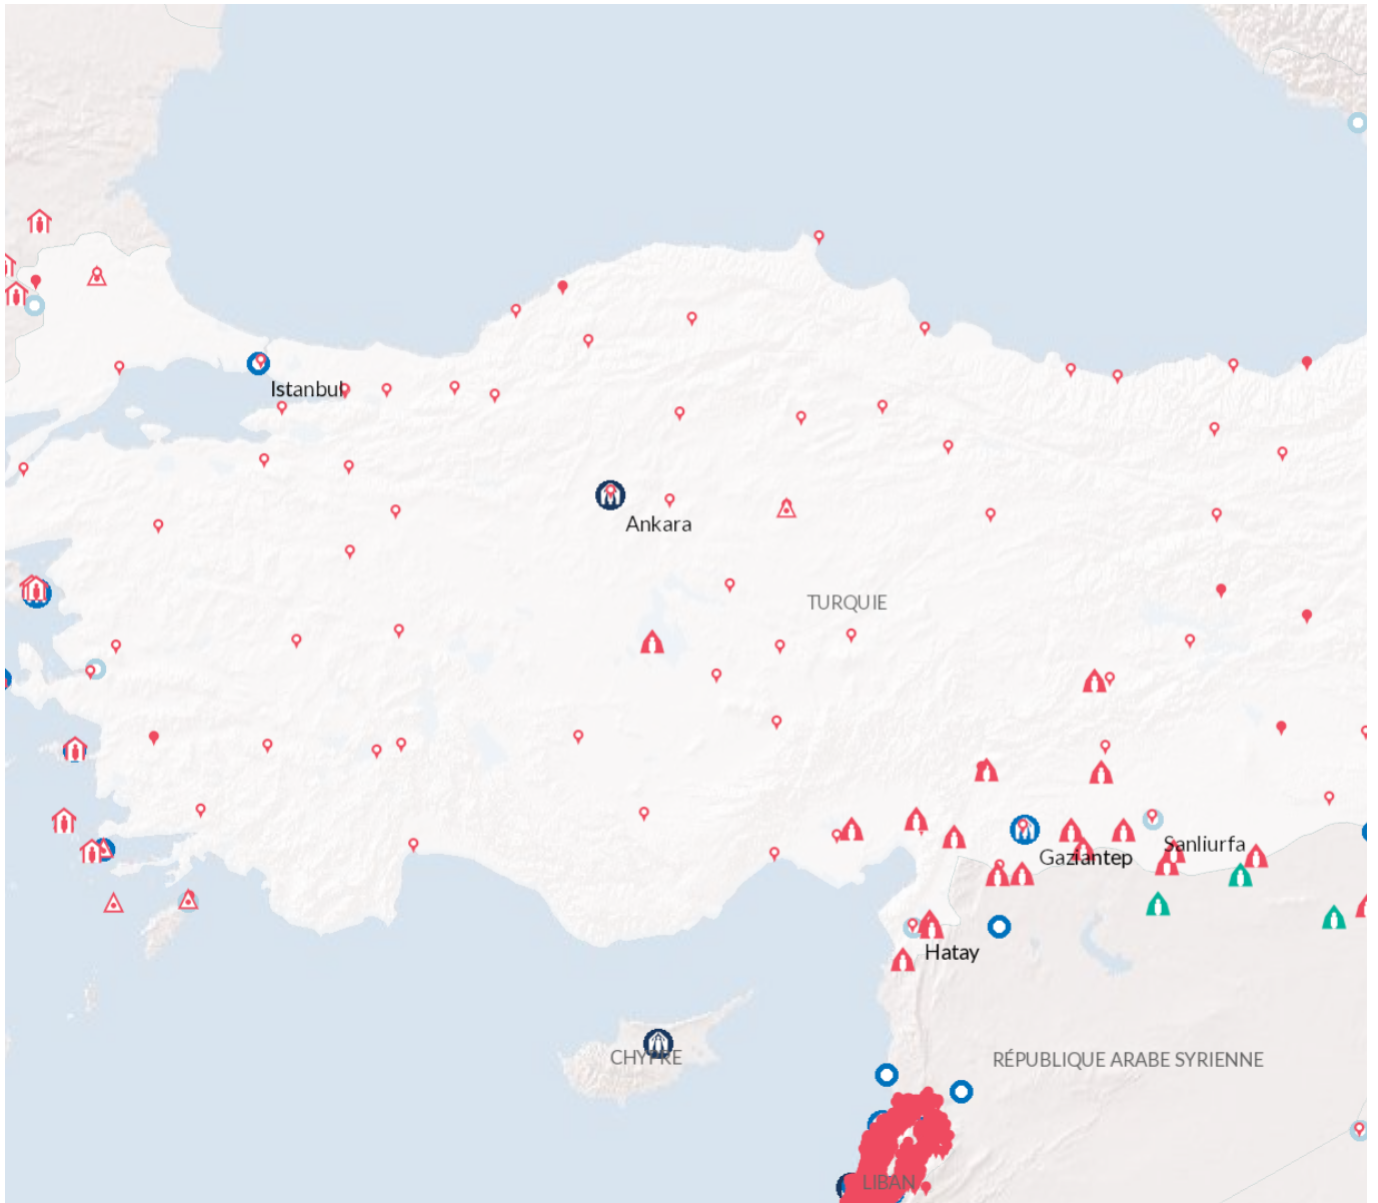 Istanbul
Ankara
TURQUIE
Sanliurfa
Gaziantep
Hatay
CHYPRE
RÉPUBLIQUE ARABE SYRIENNE
LIBAN